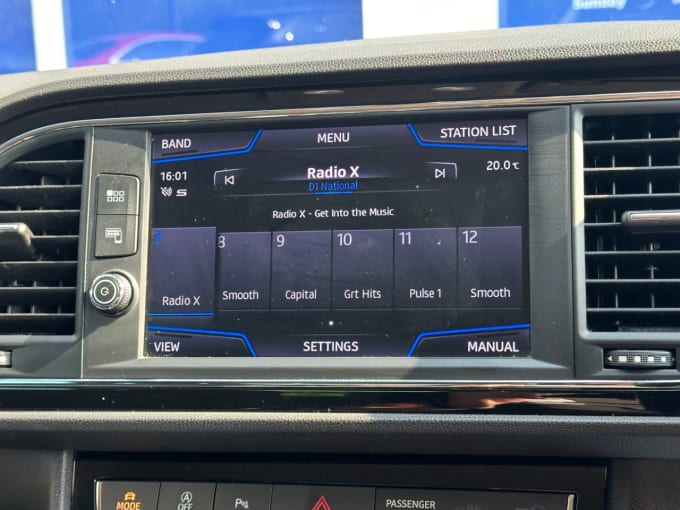 Sunday
BAND
MENU
STATION LIST
16:01
Radio X
D1 National
20.0℃
Radio X - Get Into the Music
7 8 9 10 11 12
Radio X Smooth Capital Grt Hits Pulse 1 Smooth
VIEW
SETTINGS
MANUAL
MODE
A OFF
P
PASSENGER